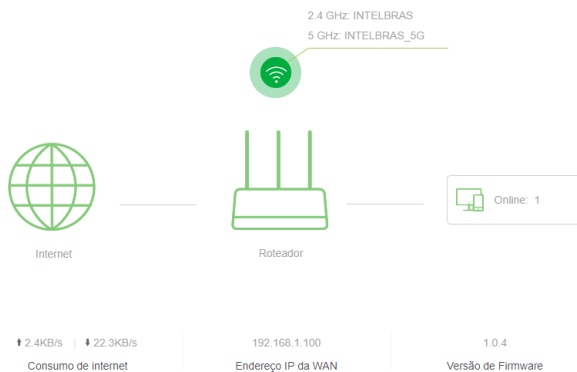 2.4 GHz: INTELBRAS
5 GHz: INTELBRAS_5G
Online: 1
Internet
Roteador
2.4KB/s 22.3KB/s
192.168.1.100
1.0.4
Consumo de internet
Endereço IP da WAN
Versão de Firmware